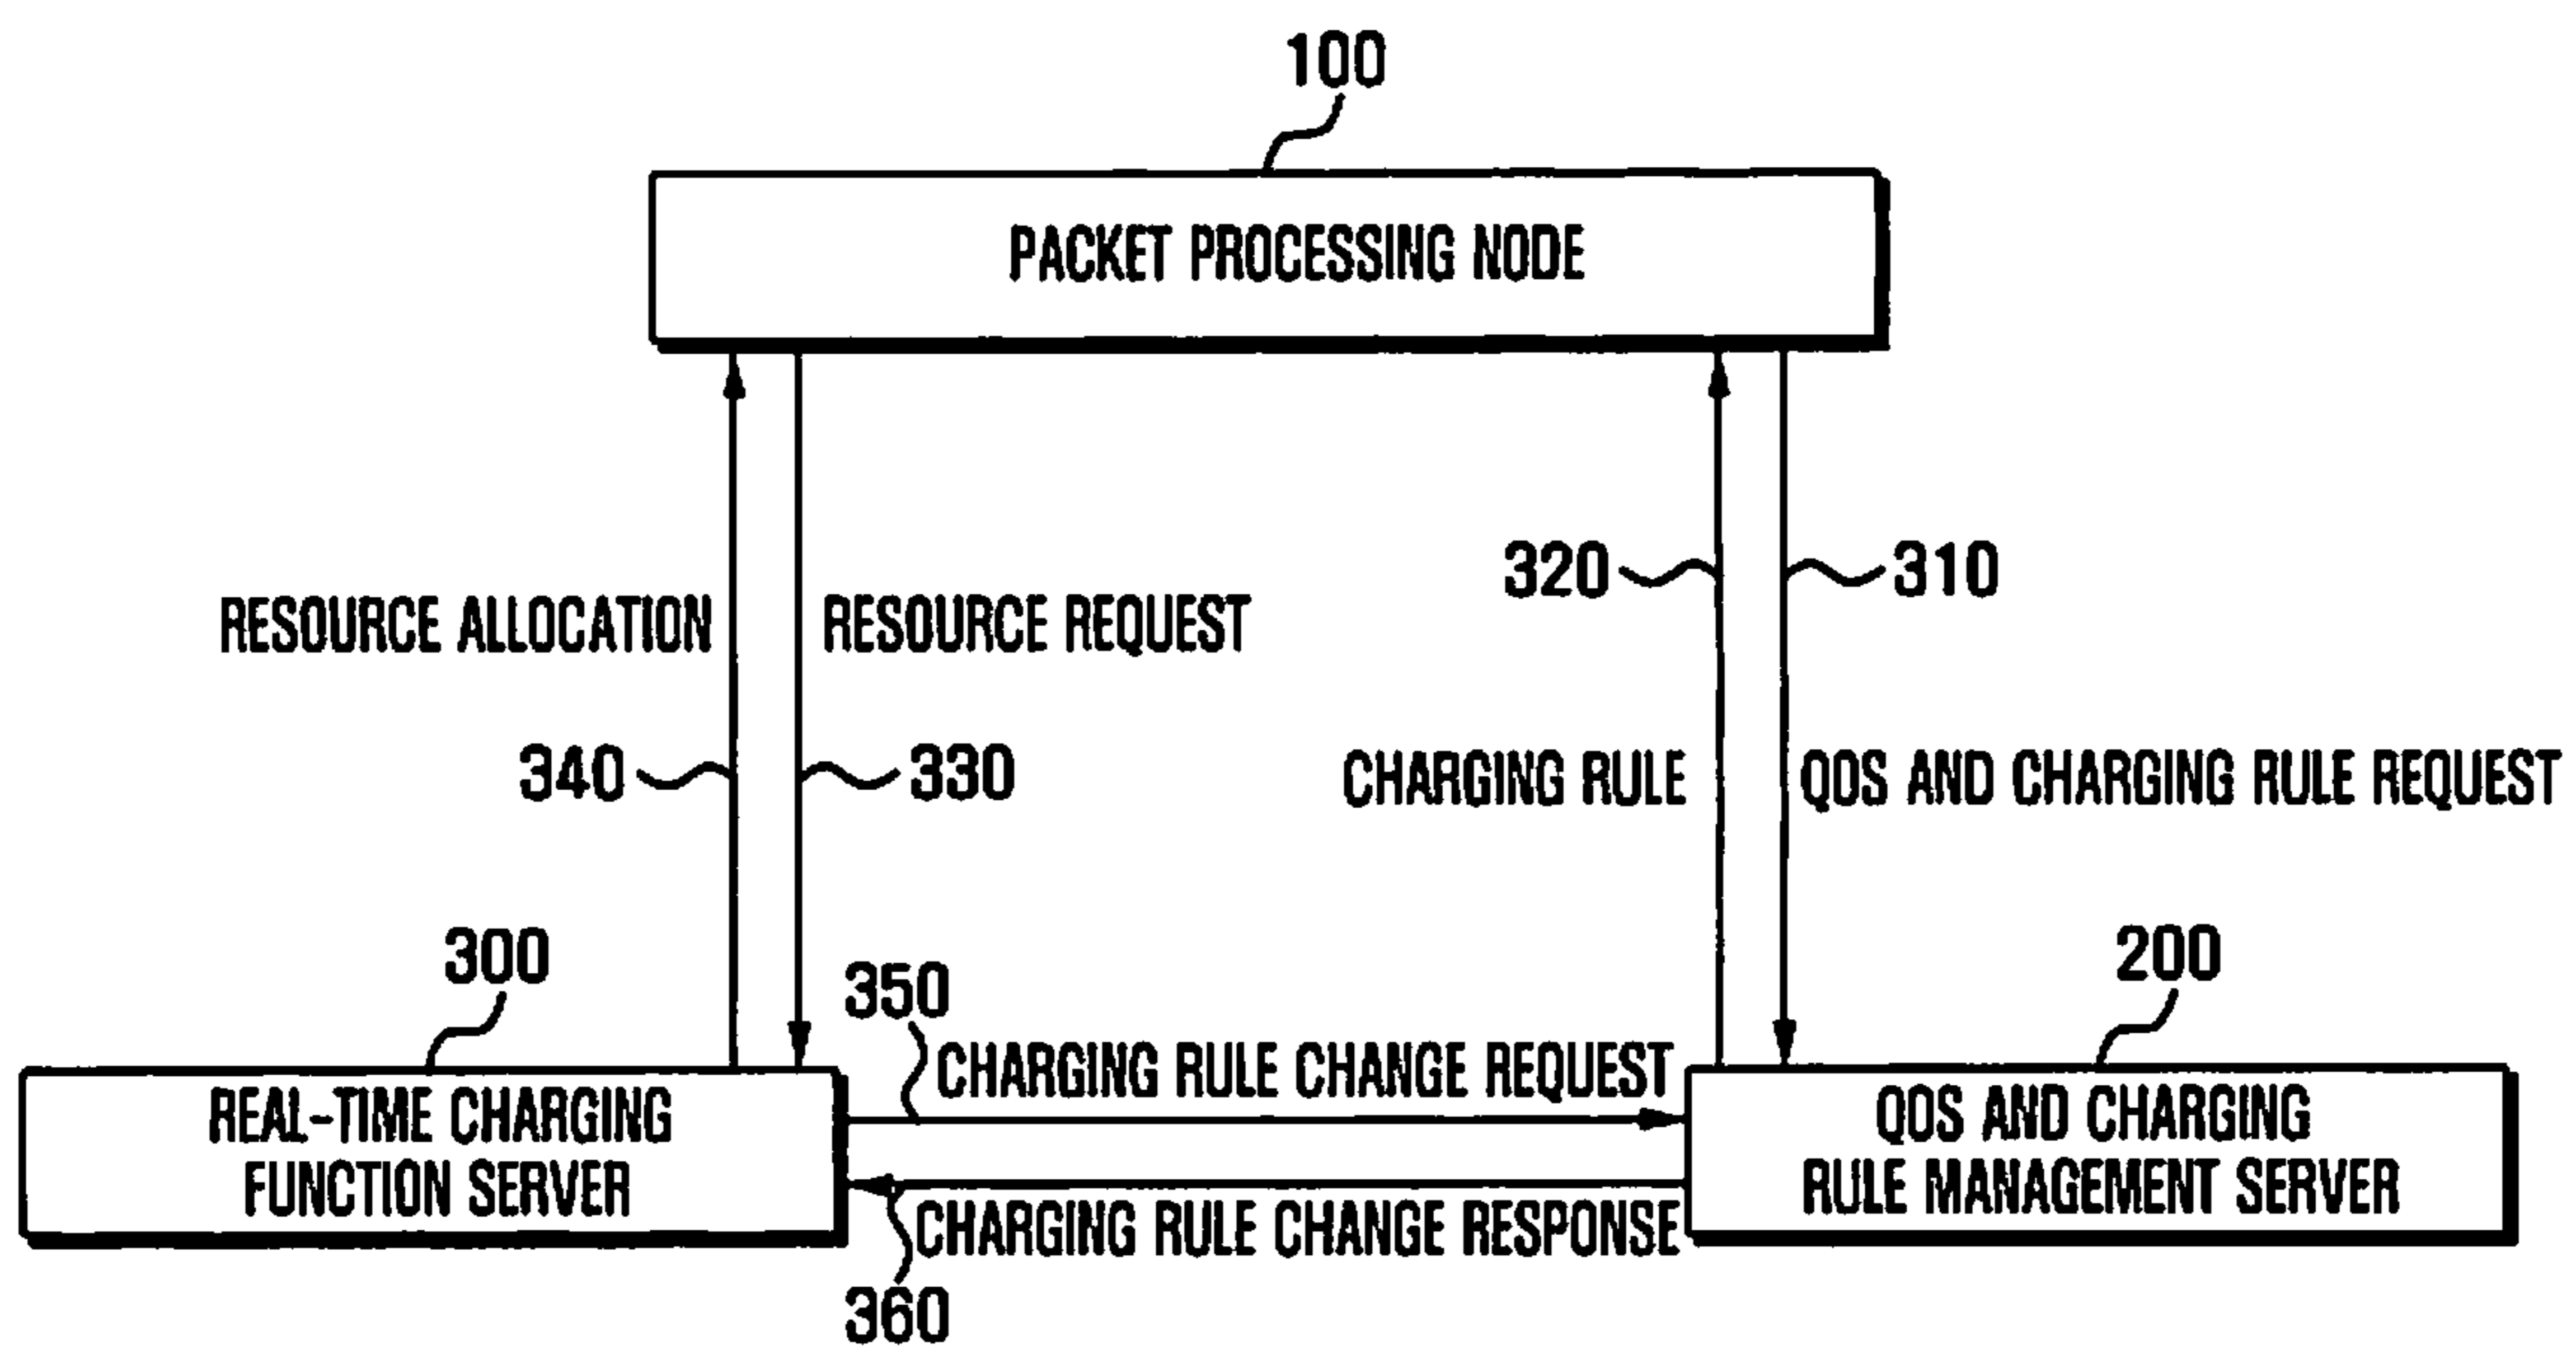 100
PACKET PROCESSING NODE
320
310
RESOURCE ALLOCATION
RESOURCE REQUEST
340
330
CHARGING RULE
QOS AND CHARGING RULE REQUEST
300
350
200
CHARGING RULE CHANGE REQUEST
REAL-TIME CHARGING
FUNCTION SERVER
QOS AND CHARGING
RULE MANAGEMENT SERVER
CHARGING RULE CHANGE RESPONSE
360